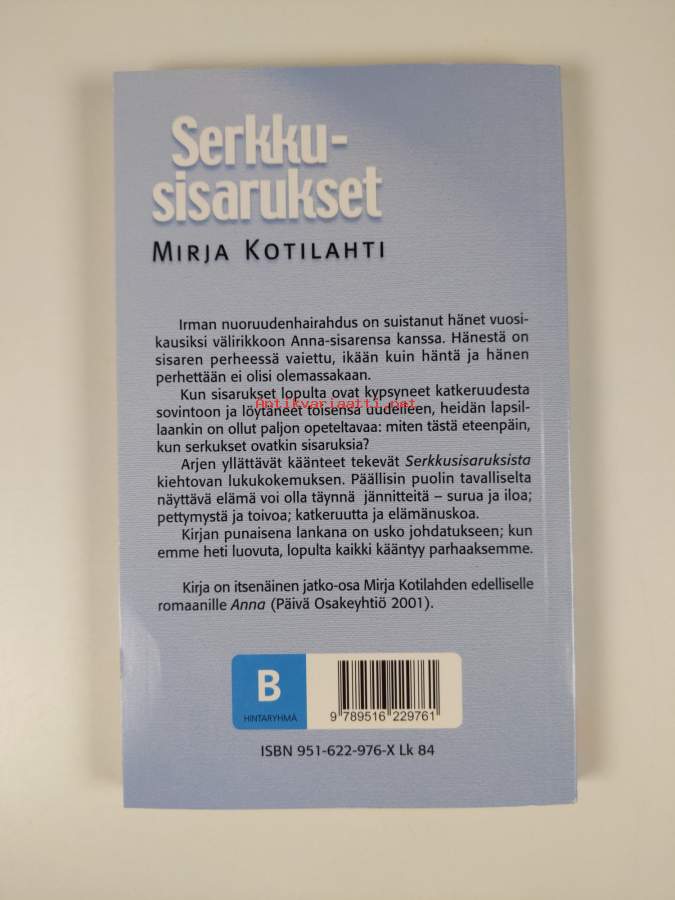 Serkku-
sisarukset
MIRJA KOTILAHTI
Irman nuoruudenhairahdus on suistanut hänet vuosi-
kausiksi välirikkoon Anna-sisarensa kanssa. Hänestä on
sisaren perheessä vaiettu, ikään kuin häntä ja hänen
perhettään ei olisi olemassakaan.
Kun sisarukset lopulta ovat kypsyneet katkeruudesta
sovintoon ja löytäneet toisensa uudelleen, heidän lapsil-
Antikvariaatti.net
laankin on ollut paljon opeteltavaa: miten tästä eteenpäin,
kun serkukset ovatkin sisaruksia?
Arjen yllättävät käänteet tekevät Serkkusisaruksista
kiehtovan lukukokemuksen. Päällisin puolin tavalliselta
näyttävä elämä voi olla täynnä jännitteitä – surua ja iloa;
pettymystä ja toivoa; katkeruutta ja elämänuskoa.
Kirjan punaisena lankana on usko johdatukseen; kun
emme heti luovuta, lopulta kaikki kääntyy parhaaksemme.
Kirja on itsenäinen jatko-osa Mirja Kotilahden edelliselle
romaanille Anna (Päivä Osakeyhtiö 2001).
B
HINTARYHMÄ
9 789516 229761
ISBN 951-622-976-X Lk 84